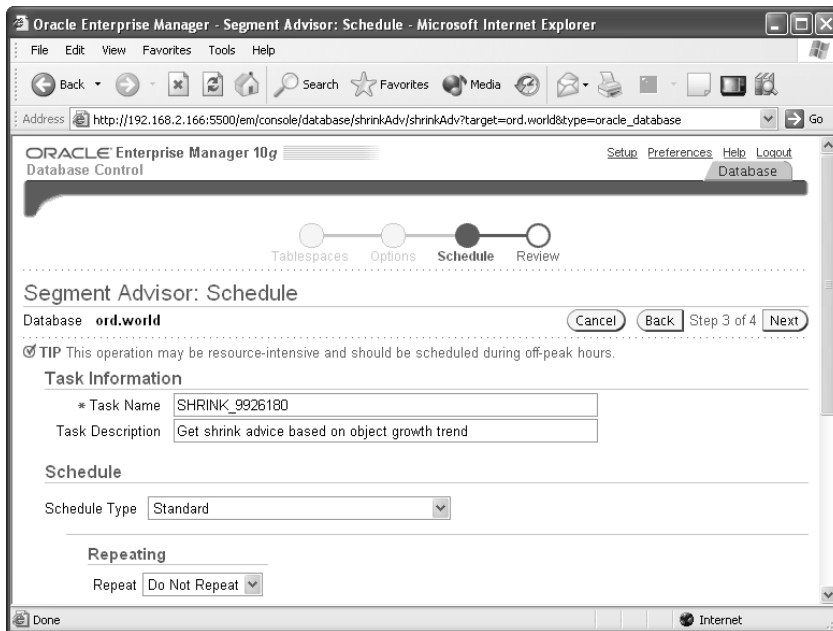 Oracle Enterprise Manager - Segment Advisor: Schedule - Microsoft Internet Explorer
File Edit View Favorites Tools Help
Back Search Favorites Media
Address http://192.168.2.166:5500/em/console/database/shrinkAdv/shrinkAdv?target=ord.world&type=oracle_database Go
ORACLE Enterprise Manager 10g
Setup Preferences Help Logout
Database Control
Database
Tablespaces Options Schedule Review
Segment Advisor: Schedule
Database ord.world Cancel Back Step 3 of 4 Next
TIP This operation may be resource-intensive and should be scheduled during off-peak hours.
Task Information
* Task Name SHRINK_9926180
Task Description Get shrink advice based on object growth trend
Schedule
Schedule Type Standard
Repeating
Repeat Do Not Repeat
Done Internet